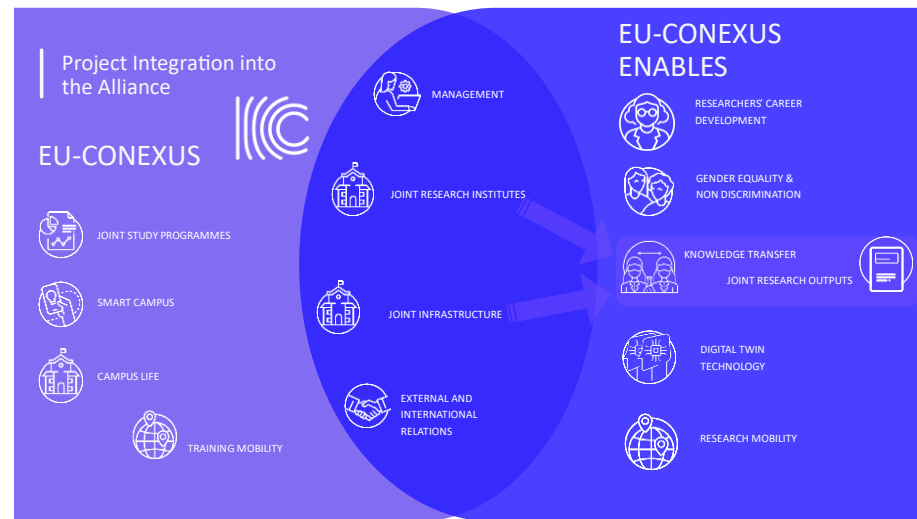 Project Integration into
the Alliance
EU-CONEXUS
JOINT STUDY PROGRAMMES
SMART CAMPUS
CAMPUS LIFE
TRAINING MOBILITY
MANAGEMENT
JOINT RESEARCH INSTITUTES
JOINT INFRASTRUCTURE
EXTERNAL AND
INTERNATIONAL
RELATIONS
EU-CONEXUS
ENABLES
RESEARCHERS' CAREER
DEVELOPMENT
GENDER EQUALITY &
NON DISCRIMINATION
KNOWLEDGE TRANSFER
JOINT RESEARCH OUTPUTS
DIGITAL TWIN
TECHNOLOGY
RESEARCH MOBILITY